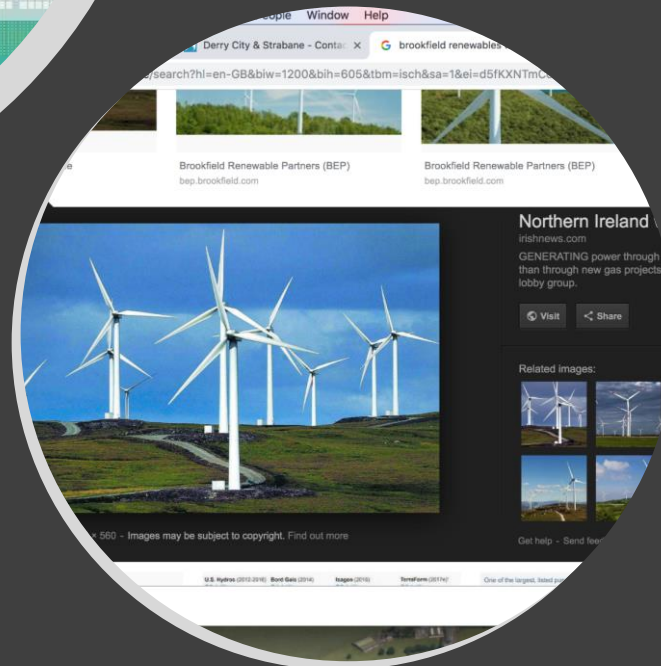 Window Help
Derry City & Strabane - Contac
brookfield renewables
/search?hl=en-GB&biw=1200&bih=605&tbm=isch&sa=1&ei=d5fKXNTmC
Brookfield Renewable Partners (BEP)
bep.brookfield.com
Brookfield Renewable Partners (BEP)
bep.brookfield.com
Northern Ireland
irishnews.com
GENERATING power through
than through new gas projects
lobby group.
Visit
Share
Related images:
× 560 - Images may be subject to copyright. Find out more
Get help - Send fee
U.S. Hydros (2012-2016) Bord Gais (2014) Isagen (2016) TerraForm (2017e)
One of the largest, listed pu